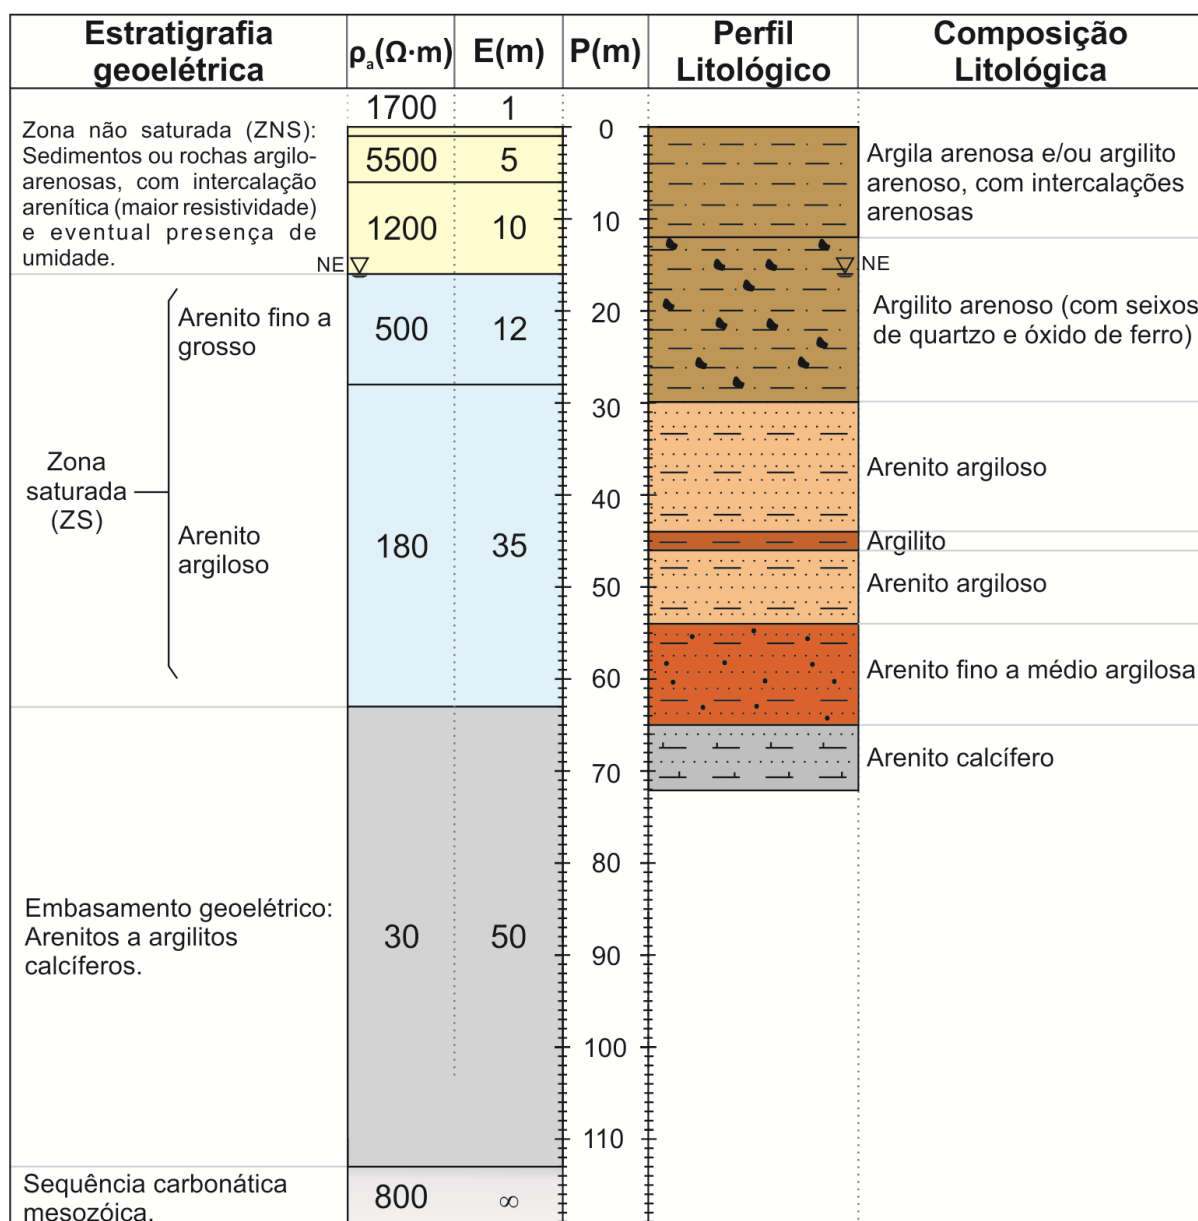 Estratigrafia
geoelétrica
ρa(Ω·m)
E(m)
P(m)
Perfil
Litológico
Composição
Litológica
1700
1
Zona não saturada (ZNS):
Sedimentos ou rochas argilo-
arenosas, com intercalação
arenítica (maior resistividade)
e eventual presença de
umidade.
5500
5
1200
10
NE
NE
Zona
saturada
(ZS)
Arenito fino a
grosso
500
12
Arenito
argiloso
180
35
Embasamento geoelétrico:
Arenitos a argilitos
calcíferos.
30
50
Sequência carbonática
mesozóica.
800
∞
0
10
20
30
40
50
60
70
80
90
100
110
Argila arenosa e/ou argilito
arenoso, com intercalações
arenosas
Argilito arenoso (com seixos
de quartzo e óxido de ferro)
Arenito argiloso
Argilito
Arenito argiloso
Arenito fino a médio argilosa
Arenito calcífero